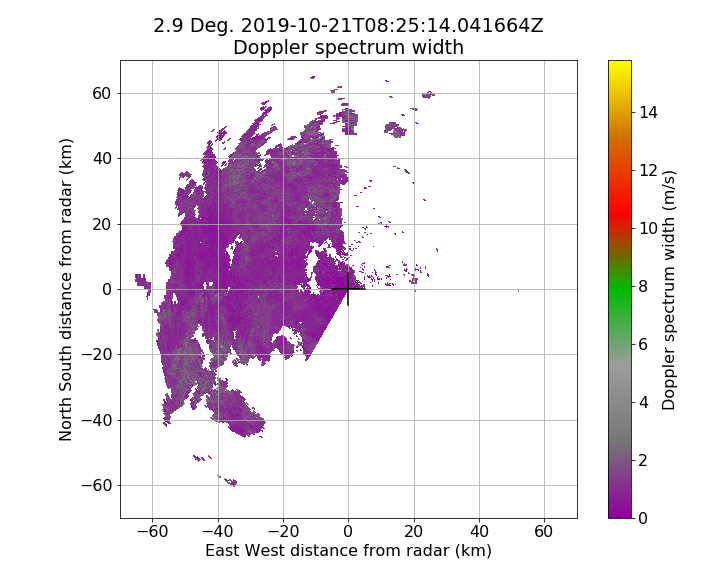 2.9 Deg. 2019-10-21T08:25:14.041664Z
Doppler spectrum width
North South distance from radar (km)
60
40
20
0
−20
−40
−60
−60 −40 −20 0 20 40 60
East West distance from radar (km)
14
12
10
8
6
4
2
0
Doppler spectrum width (m/s)